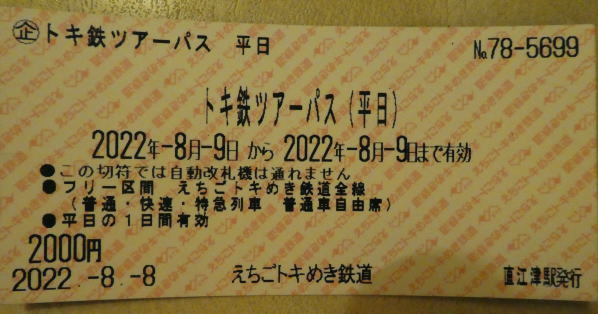 ㊭トキ鉄ツアーパス 平日 №78-5699
トキ鉄ツアーパス(平日)
2022年-8月-9日 から 2022年-8月-9日まで有効
●この切符では自動改札機は通れません
●フリー区間 えちごトキめき鉄道全線
(普通・快速・特急列車 普通車自由席)
●平日の1日間有効
2000円
2022.-8.-8 えちごトキめき鉄道 直江津駅発行